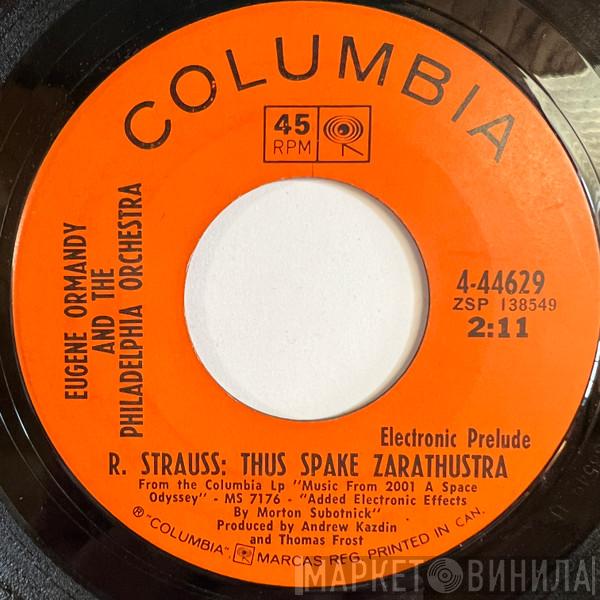 COLUMBIA
45
RPM
EUGENE ORMANDY
AND THE
PHILADELPHIA ORCHESTRA
4-44629
ZSP 138549
2:11
Electronic Prelude
R. STRAUSS: THUS SPAKE ZARATHUSTRA
From the Columbia Lp "Music From 2001 A Space
Odyssey" - MS 7176 - "Added Electronic Effects
By Morton Subotnick"
Produced by Andrew Kazdin
and Thomas Frost
℗ "COLUMBIA", MARCAS REG. PRINTED IN CAN.
МАРКЕТ ВИНИЛА